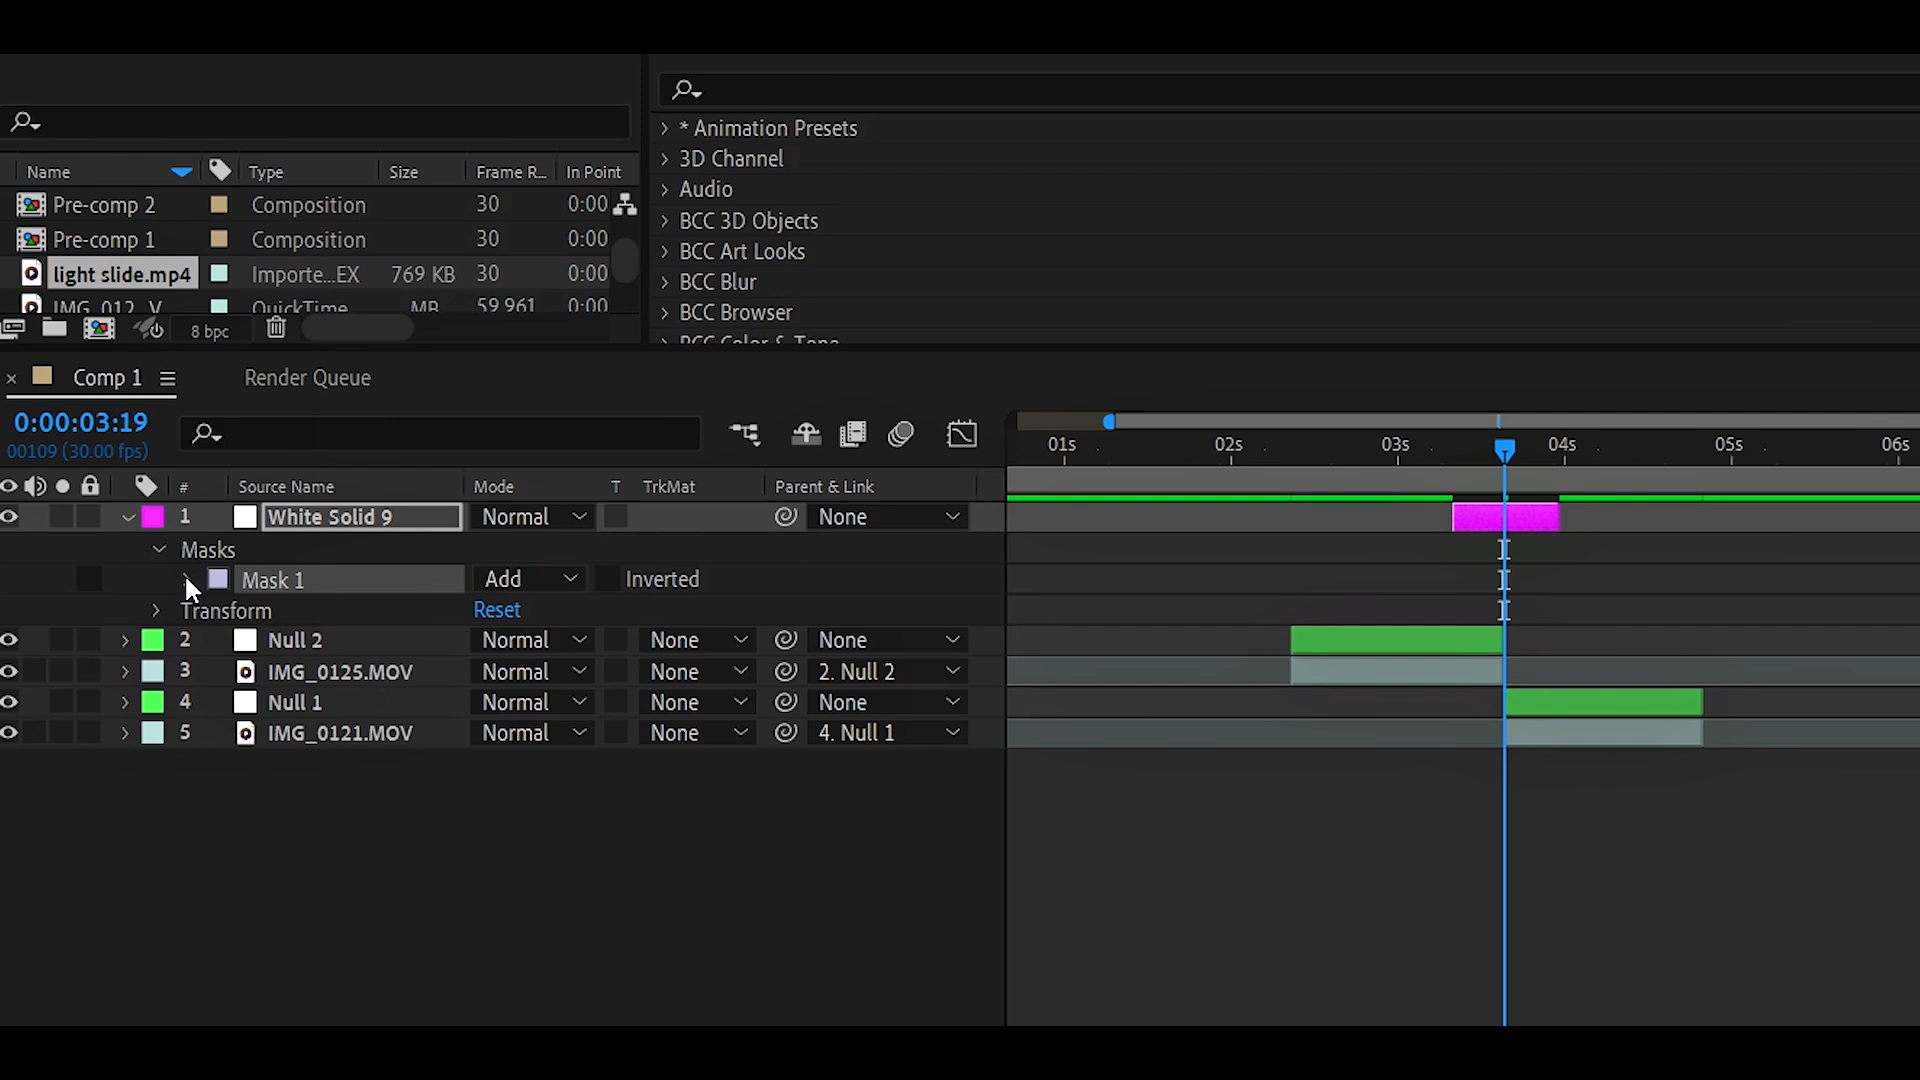 * Animation Presets
3D Channel
Audio
BCC 3D Objects
BCC Art Looks
BCC Blur
BCC Browser
BCC Color & Tone
Name Type Size Frame R... In Point
Pre-comp 2 Composition 30 0:00
Pre-comp 1 Composition 30 0:00
light slide.mp4 Importe...EX 769 KB 30 0:00
QuickTime MB 59.961 0:00
8 bpc
Comp 1 Render Queue
0:00:03:19
00109 (30.00 fps)
01s 02s 03s 04s 05s 06s
# Source Name Mode T TrkMat Parent & Link
1 White Solid 9 Normal None
Masks
Mask 1 Add Inverted
Transform Reset
2 Null 2 Normal None None
3 IMG_0125.MOV Normal None 2. Null 2
4 Null 1 Normal None None
5 IMG_0121.MOV Normal None 4. Null 1